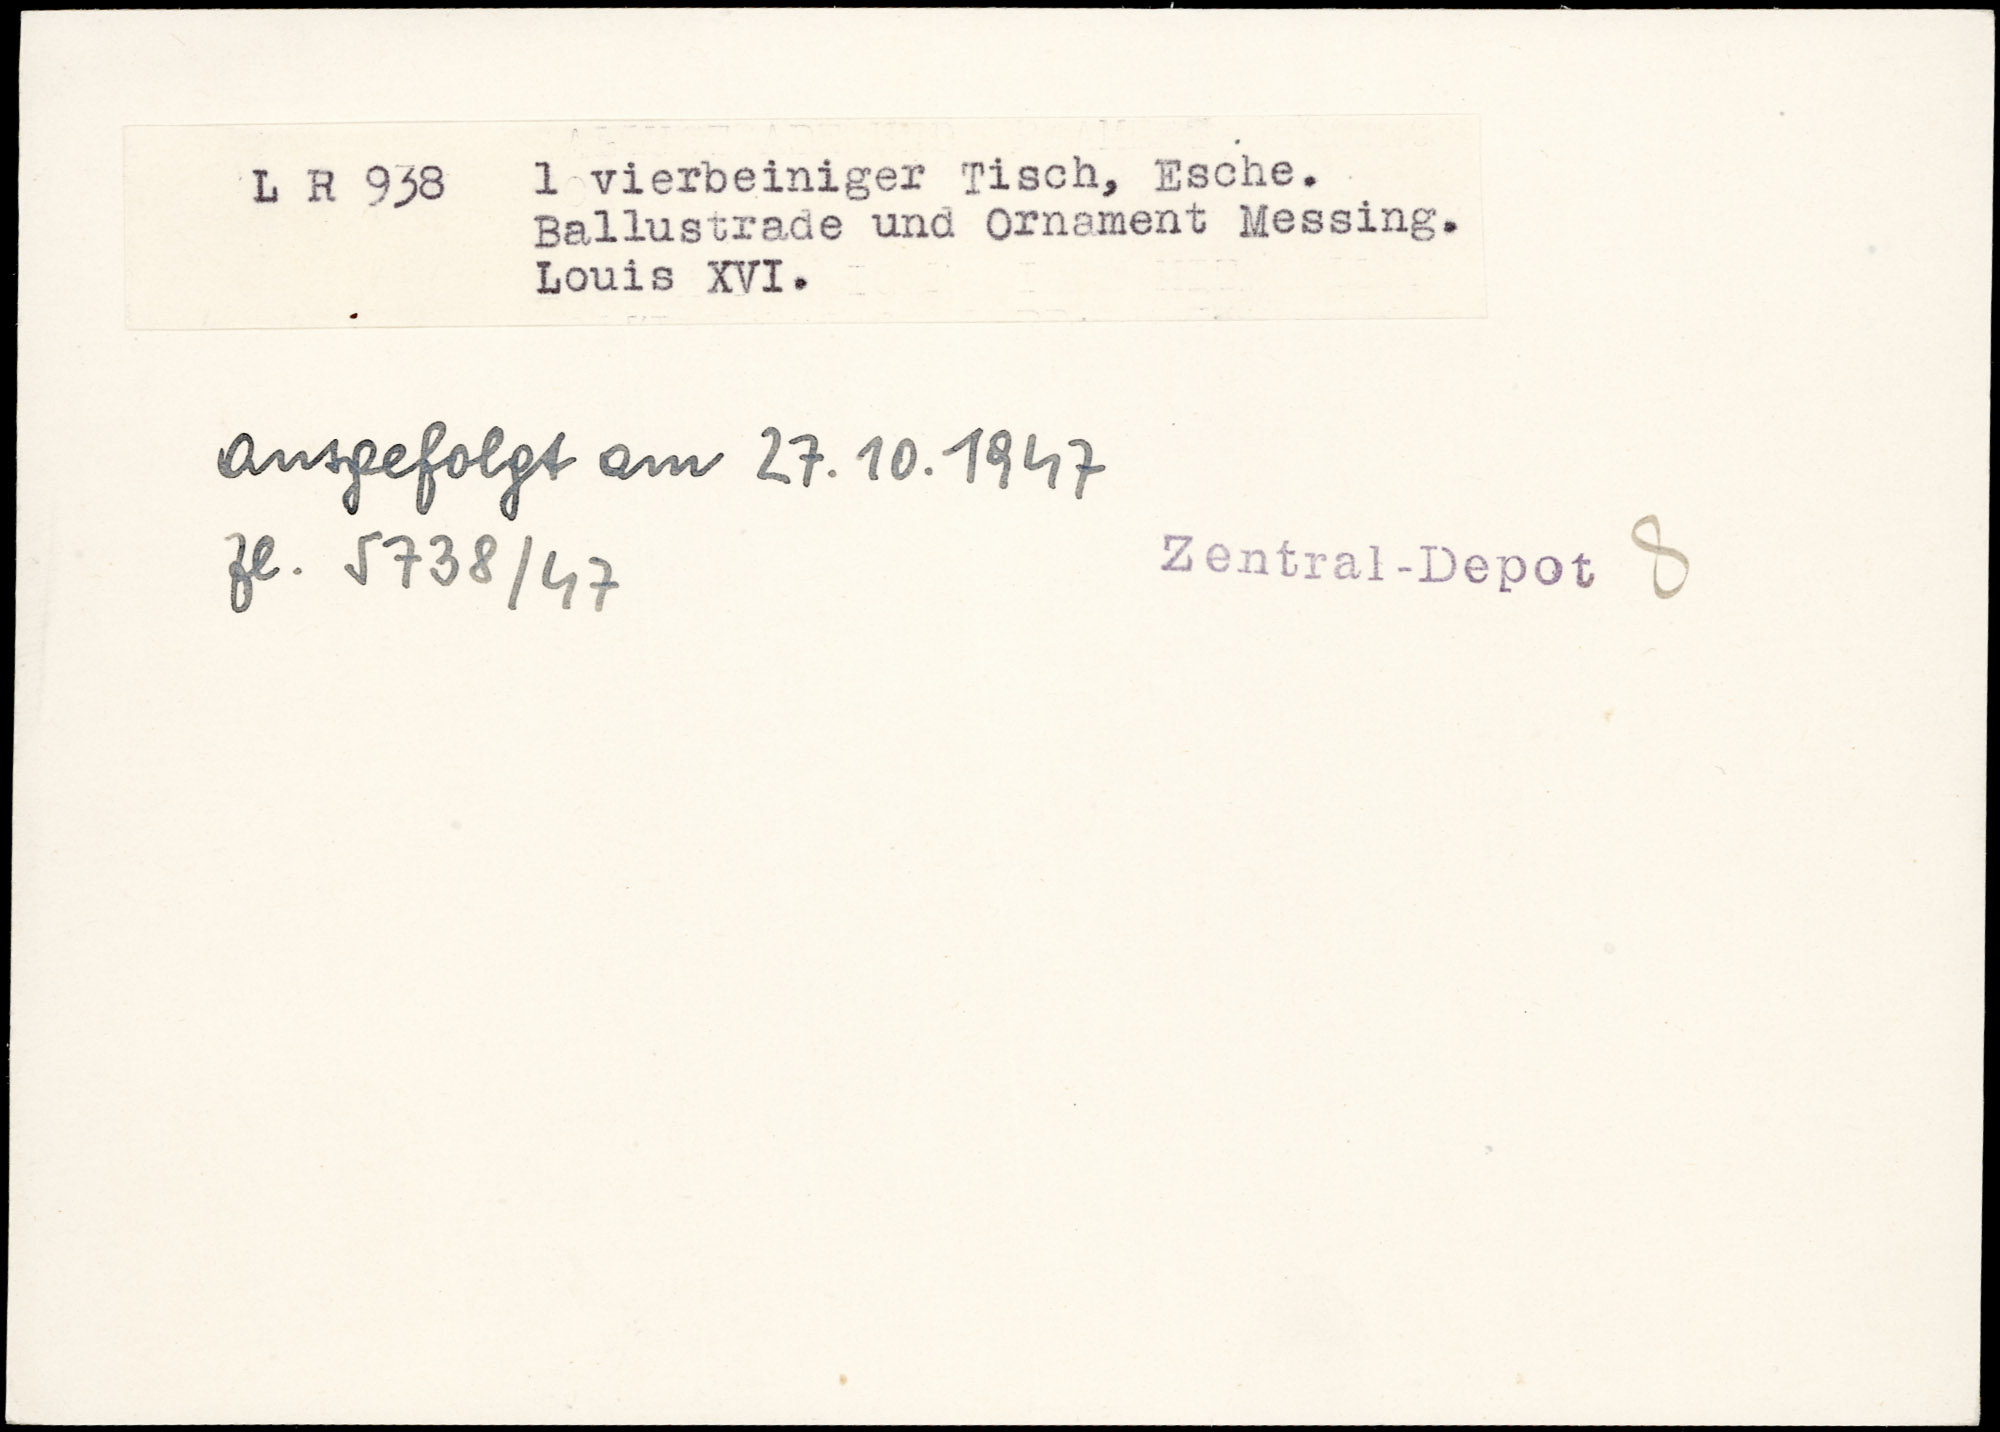 L R 938 1 vierbeiniger Tisch, Esche.
Ballustrade und Ornament Messing.
Louis XVI.
ausgefolgt am 27. 10. 1947
Zl. 5738/47
Zentral-Depot 8